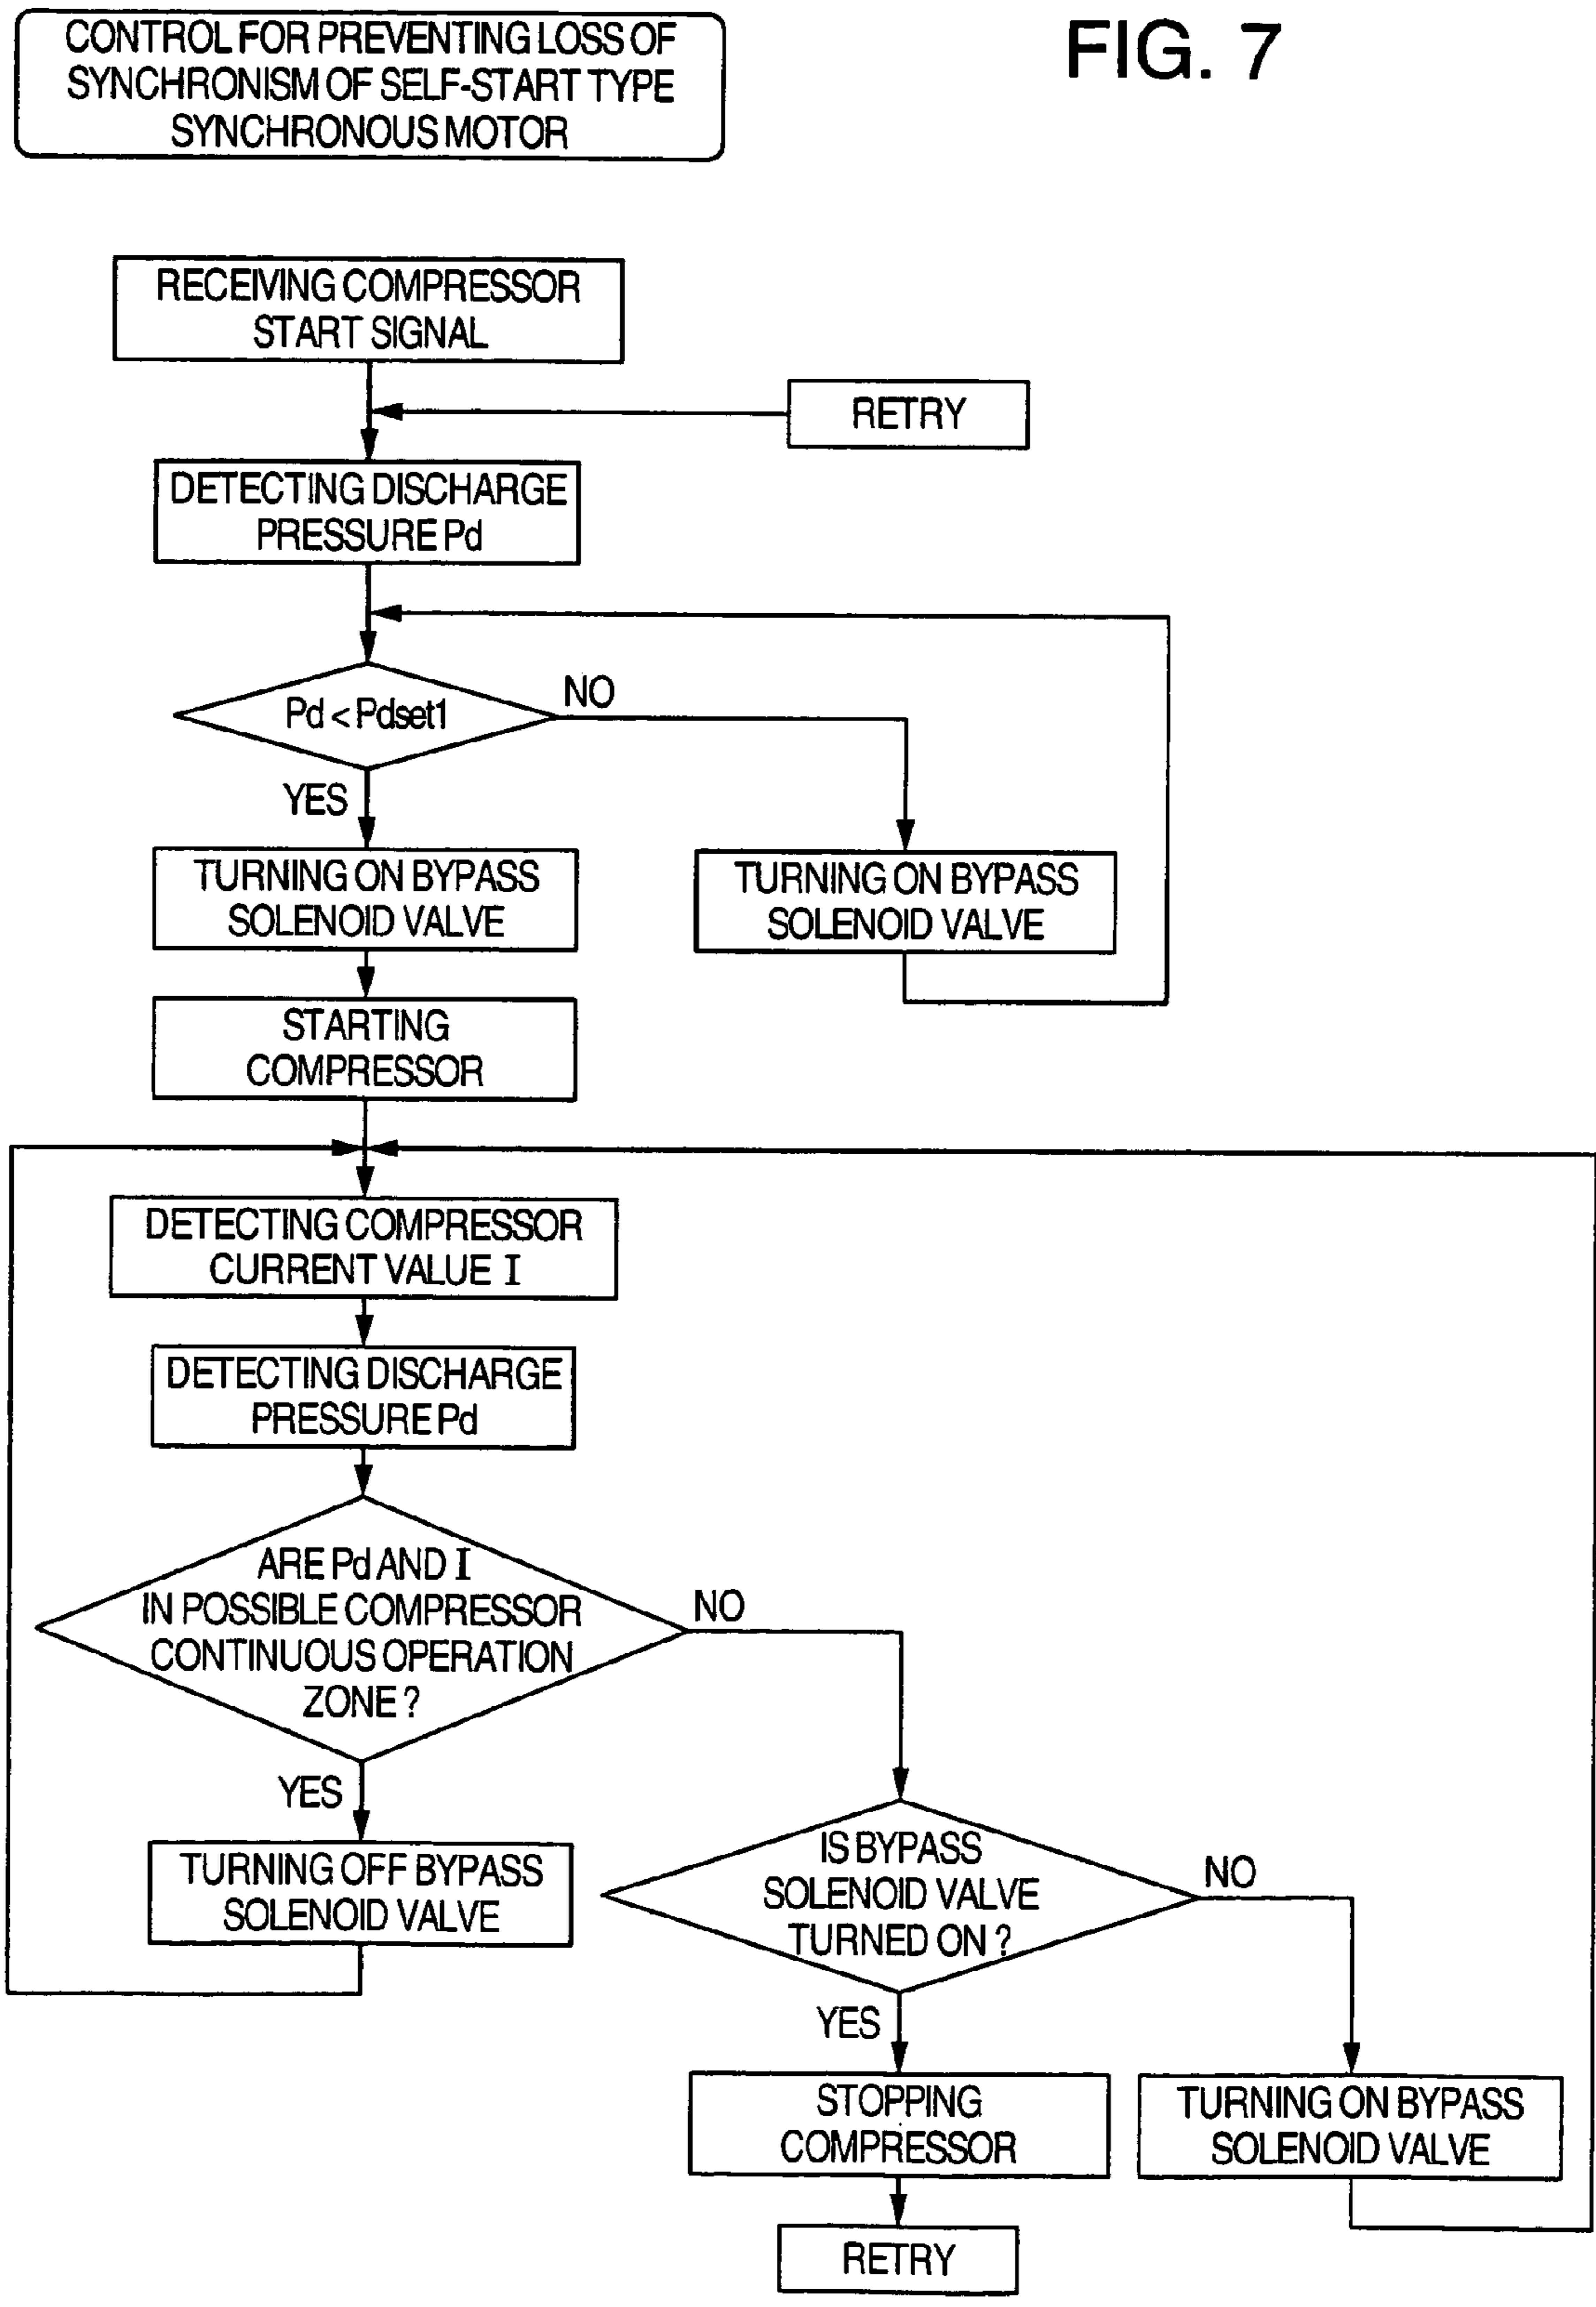 CONTROL FOR PREVENTING LOSS OF
SYNCHRONISM OF SELF-START TYPE
SYNCHRONOUS MOTOR
FIG. 7
RECEIVING COMPRESSOR
START SIGNAL
RETRY
DETECTING DISCHARGE
PRESSURE Pd
Pd < Pdset1
NO
YES
TURNING ON BYPASS
SOLENOID VALVE
TURNING ON BYPASS
SOLENOID VALVE
STARTING
COMPRESSOR
DETECTING COMPRESSOR
CURRENT VALUE I
DETECTING DISCHARGE
PRESSURE Pd
ARE Pd AND I
IN POSSIBLE COMPRESSOR
CONTINUOUS OPERATION
ZONE ?
NO
YES
TURNING OFF BYPASS
SOLENOID VALVE
IS BYPASS
SOLENOID VALVE
TURNED ON ?
NO
YES
STOPPING
COMPRESSOR
TURNING ON BYPASS
SOLENOID VALVE
RETRY